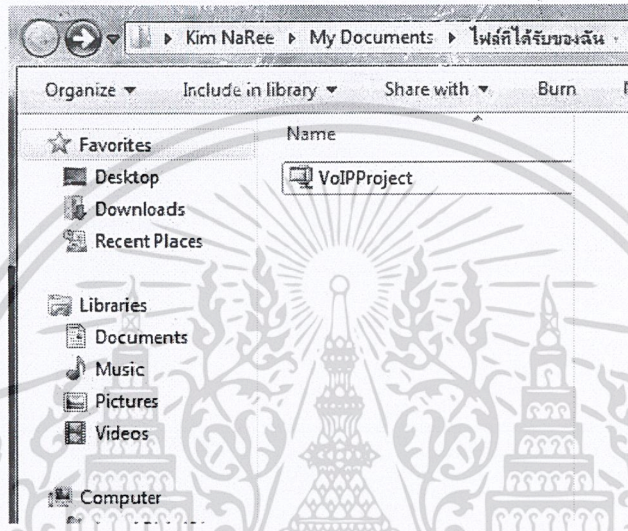 Kim NaRee My Documents ไฟล์ที่ได้รับของฉัน
Organize Include in library Share with Burn
Favorites
Desktop
Downloads
Recent Places
Libraries
Documents
Music
Pictures
Videos
Computer
Name
VoIPProject